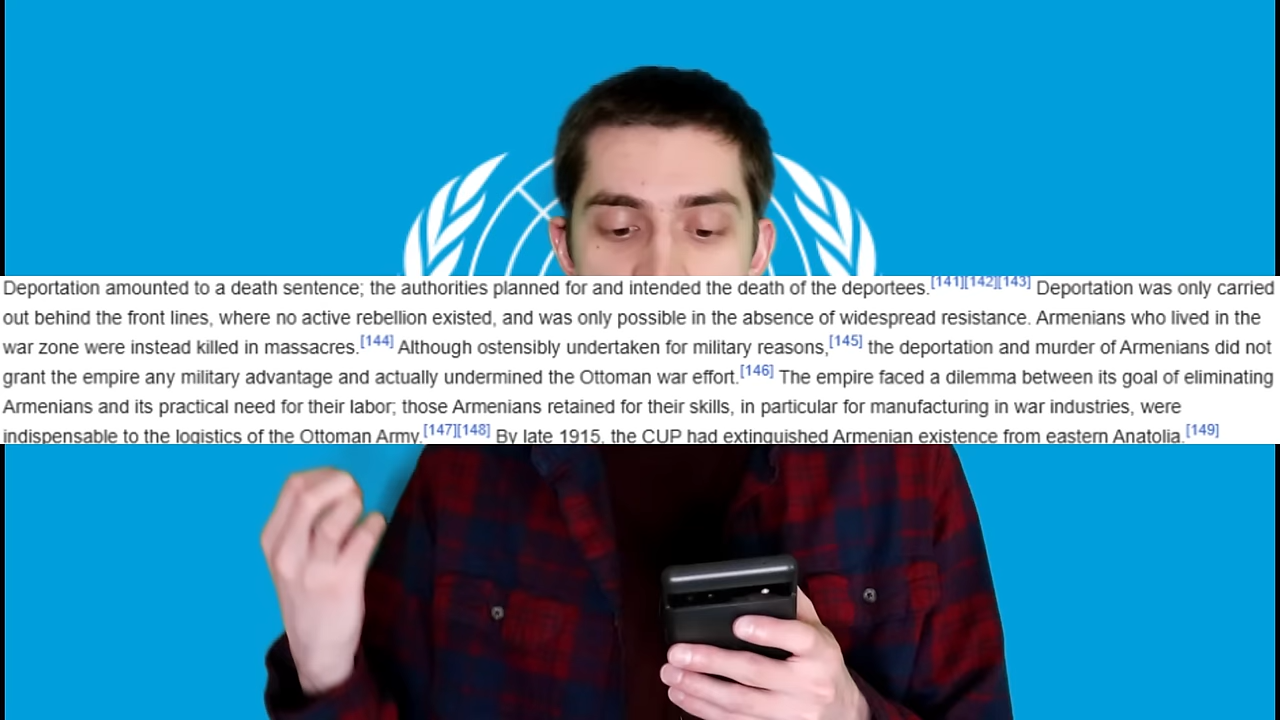 Deportation amounted to a death sentence; the authorities planned for and intended the death of the deportees.[141][142][143] Deportation was only carried
out behind the front lines, where no active rebellion existed, and was only possible in the absence of widespread resistance. Armenians who lived in the
war zone were instead killed in massacres.[144] Although ostensibly undertaken for military reasons,[145] the deportation and murder of Armenians did not
grant the empire any military advantage and actually undermined the Ottoman war effort.[146] The empire faced a dilemma between its goal of eliminating
Armenians and its practical need for their labor; those Armenians retained for their skills, in particular for manufacturing in war industries, were
indispensable to the logistics of the Ottoman Army.[147][148] By late 1915, the CUP had extinguished Armenian existence from eastern Anatolia.[149]